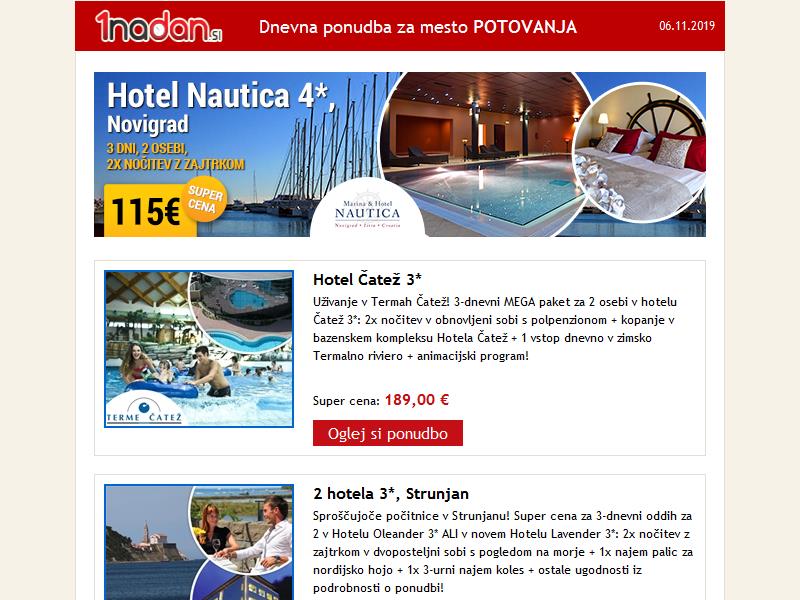 1nadan.si
Dnevna ponudba za mesto POTOVANJA
06.11.2019
Hotel Nautica 4*,
Novigrad
3 DNI, 2 OSEBI,
2X NOČITEV Z ZAJTRKOM
115€
SUPER
CENA
Marina & Hotel
NAUTICA
Novigrad • Istra • Croatia
Hotel Čatež 3*
Uživanje v Termah Čatež! 3-dnevni MEGA paket za 2 osebi v hotelu
Čatež 3*: 2x nočitev v obnovljeni sobi s polpenzionom + kopanje v
bazenskem kompleksu Hotela Čatež + 1 vstop dnevno v zimsko
Termalno riviero + animacijski program!
Super cena: 189,00 €
Oglej si ponudbo
TERME ČATEŽ
2 hotela 3*, Strunjan
Sproščujoče počitnice v Strunjanu! Super cena za 3-dnevni oddih za
2 v Hotelu Oleander 3* ALI v novem Hotelu Lavender 3*: 2x nočitev z
zajtrkom v dvoposteljni sobi s pogledom na morje + 1x najem palic za
nordijsko hojo + 1x 3-urni najem koles + ostale ugodnosti iz
podrobnosti o ponudbi!